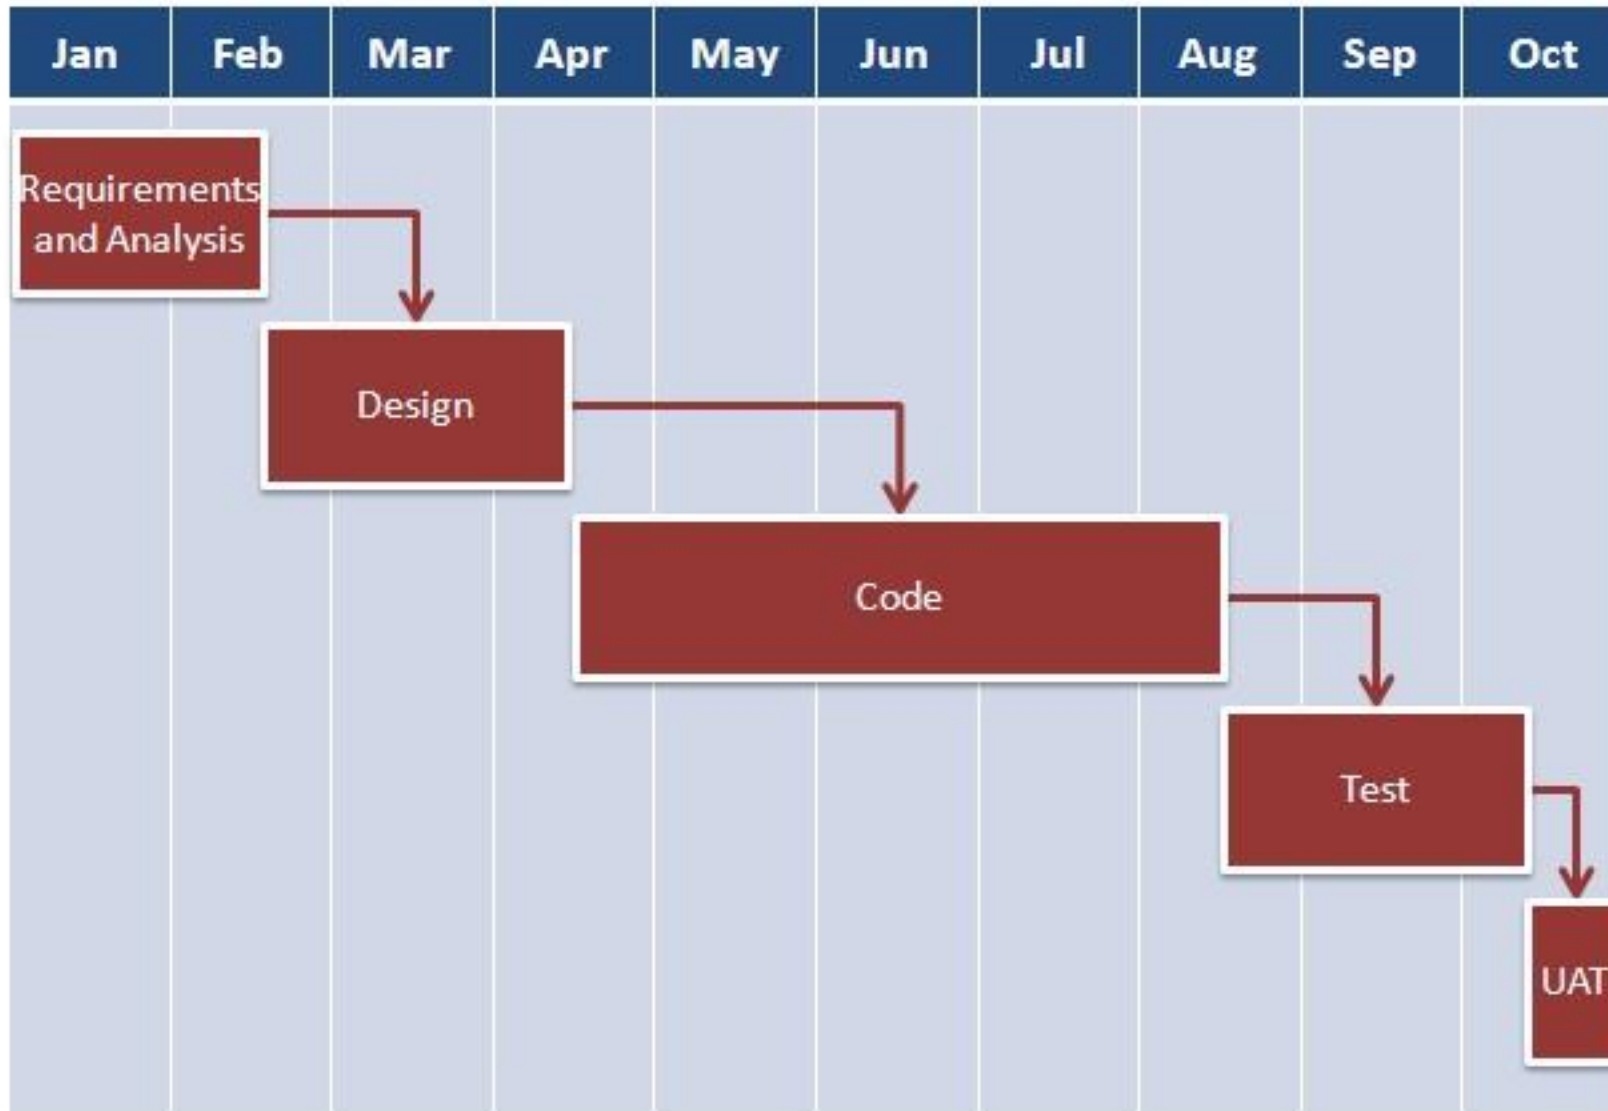 Jan Feb Mar Apr May Jun Jul Aug Sep Oct
Requirements
and Analysis
Design
Code
Test
UAT